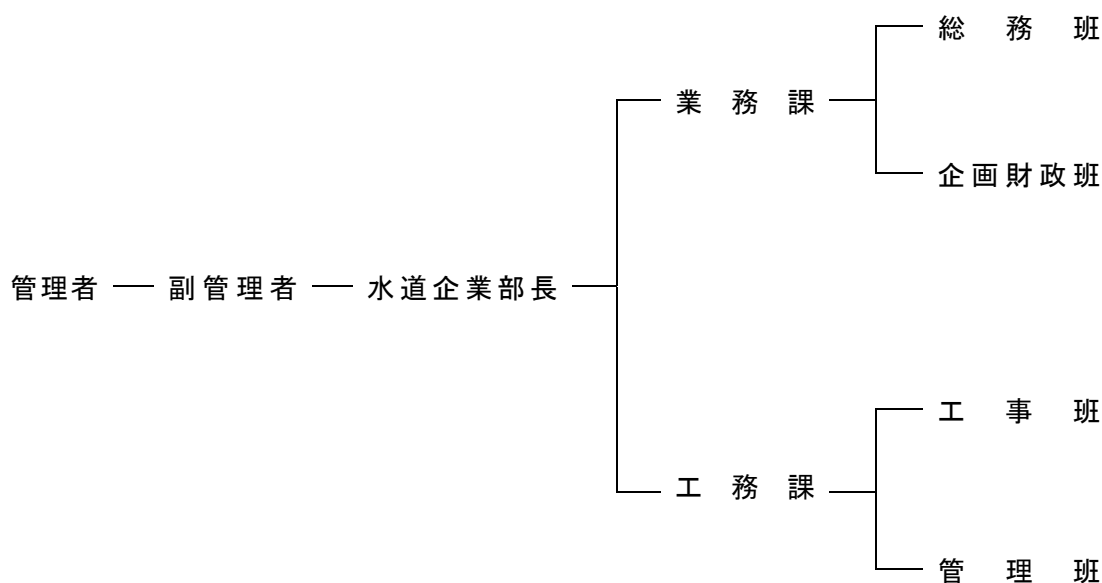 総務班
業務課
企画財政班
管理者
副管理者
水道企業部長
工事班
工務課
管理班